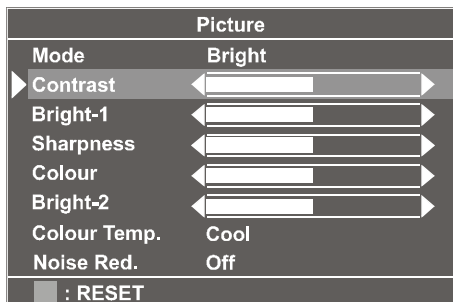 Picture
Mode Bright
Contrast
Bright-1
Sharpness
Colour
Bright-2
Colour Temp. Cool
Noise Red. Off
: RESET